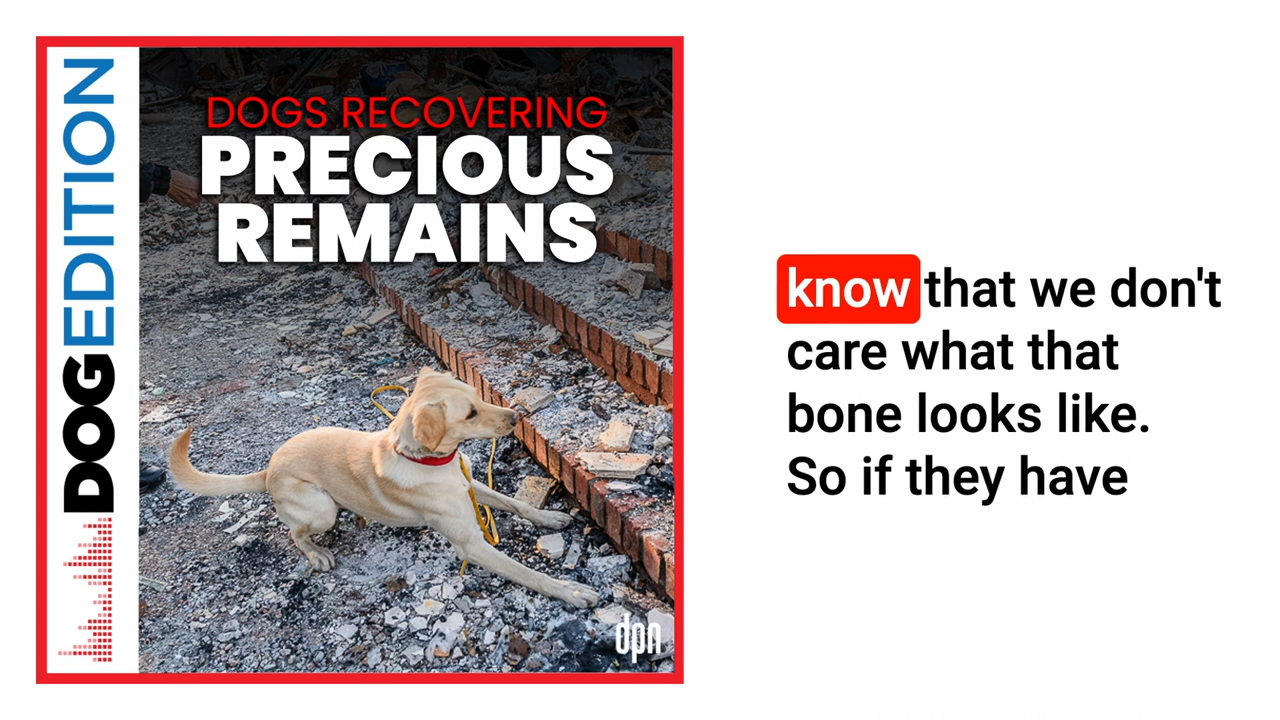 DOGEDITION
DOGS RECOVERING
PRECIOUS
REMAINS
dpn
know that we don't
care what that
bone looks like.
So if they have